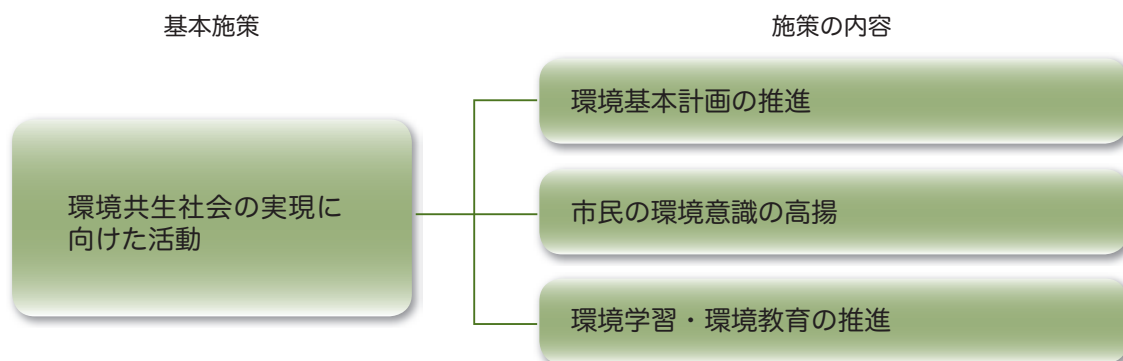 基本施策
施策の内容
環境共生社会の実現に
向けた活動
環境基本計画の推進
市民の環境意識の高揚
環境学習・環境教育の推進